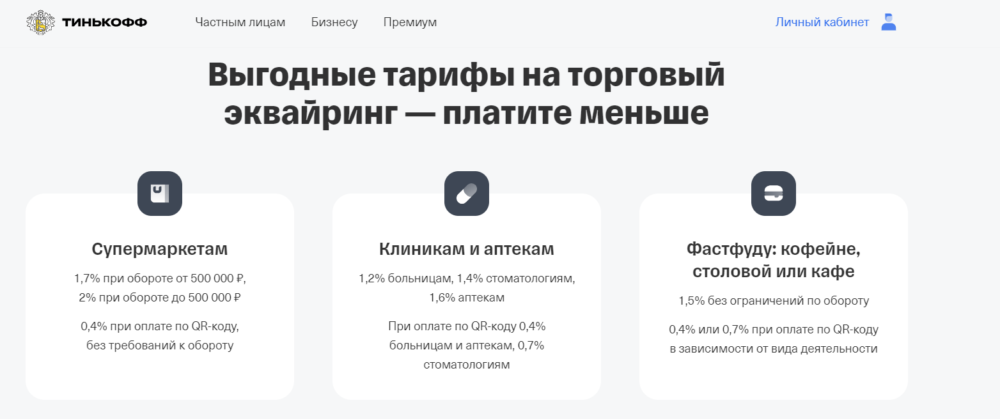 ТИНЬКОФФ
Частным лицам
Бизнесу
Премиум
Личный кабинет
Выгодные тарифы на торговый
эквайринг — платите меньше
Супермаркетам
1,7% при обороте от 500 000 ₽,
2% при обороте до 500 000 ₽
0,4% при оплате по QR-коду,
без требований к обороту
Клиникам и аптекам
1,2% больницам, 1,4% стоматологиям,
1,6% аптекам
При оплате по QR-коду 0,4%
больницам и аптекам, 0,7%
стоматологиям
Фастфуду: кофейне,
столовой или кафе
1,5% без ограничений по обороту
0,4% или 0,7% при оплате по QR-коду
в зависимости от вида деятельности